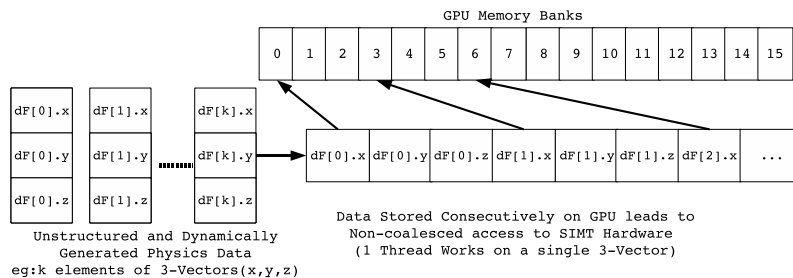 GPU Memory Banks
0 1 2 3 4 5 6 7 8 9 10 11 12 13 14 15
dF[0].x dF[1].x dF[k].x
dF[0].y dF[1].y dF[k].y
dF[0].z dF[1].z dF[k].z
dF[0].x dF[0].y dF[0].z dF[1].x dF[1].y dF[1].z dF[2].x ...
Unstructured and Dynamically
Generated Physics Data
eg:k elements of 3-Vectors(x,y,z)
Data Stored Consecutively on GPU leads to
Non-coalesced access to SIMT Hardware
(1 Thread Works on a single 3-Vector)